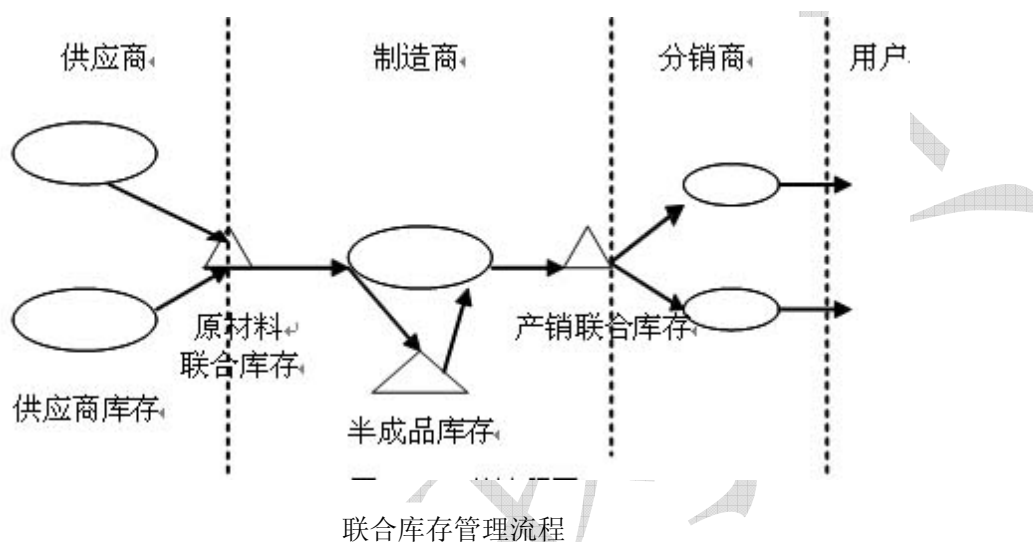 供应商
制造商
分销商
用户
原材料
联合库存
产销联合库存
供应商库存
半成品库存
联合库存管理流程